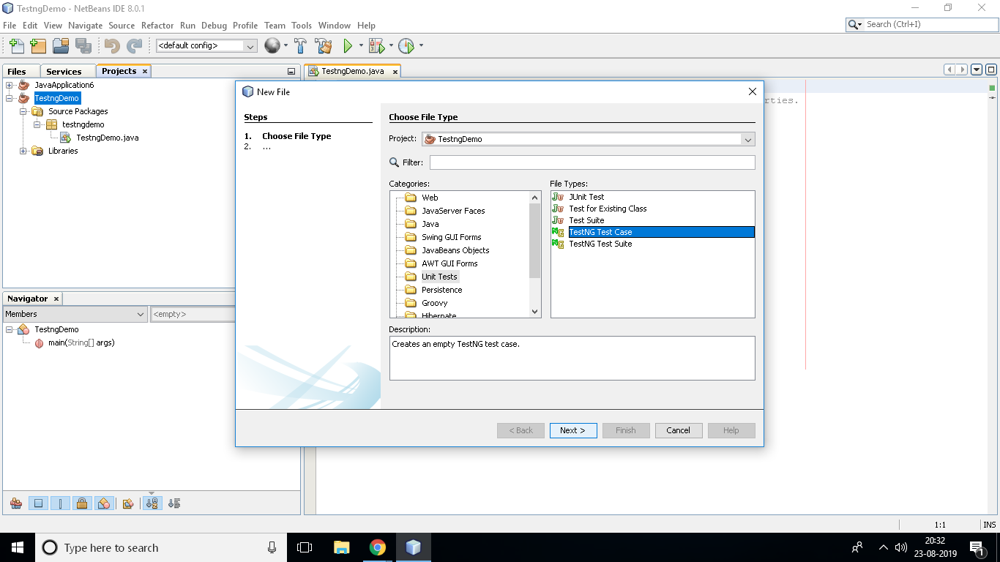 TestngDemo - NetBeans IDE 8.0.1
File Edit View Navigate Source Refactor Run Debug Profile Team Tools Window Help
Search (Ctrl+I)
<default config>
Files Services Projects
TestngDemo.java
JavaApplication6
TestngDemo
Source Packages
testngdemo
TestngDemo.java
Libraries
rties.
Navigator
Members
<empty>
TestngDemo
main(String[] args)
New File
Steps
1. Choose File Type
2. ...
Choose File Type
Project: TestngDemo
Filter:
Categories:
Web
JavaServer Faces
Java
Swing GUI Forms
JavaBeans Objects
AWT GUI Forms
Unit Tests
Persistence
Groovy
Hibernate
File Types:
JUnit Test
Test for Existing Class
Test Suite
TestNG Test Case
TestNG Test Suite
Description:
Creates an empty TestNG test case.
< Back Next > Finish Cancel Help
1:1 INS
Type here to search
20:32
23-08-2019
1